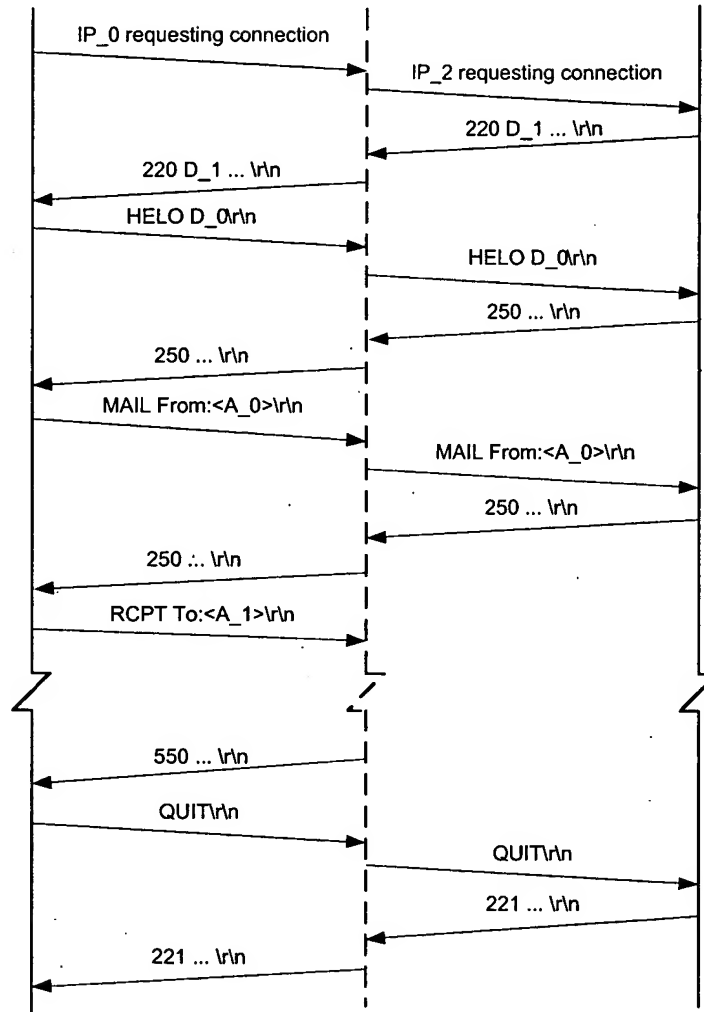 IP_0 requesting connection
IP_2 requesting connection
220 D_1 ... \r\n
220 D_1 ... \r\n
HELO D_0\r\n
HELO D_0\r\n
250 ... \r\n
250 ... \r\n
MAIL From:<A_0>\r\n
MAIL From:<A_0>\r\n
250 ... \r\n
250 ... \r\n
RCPT To:<A_1>\r\n
550 ... \r\n
QUIT\r\n
QUIT\r\n
221 ... \r\n
221 ... \r\n